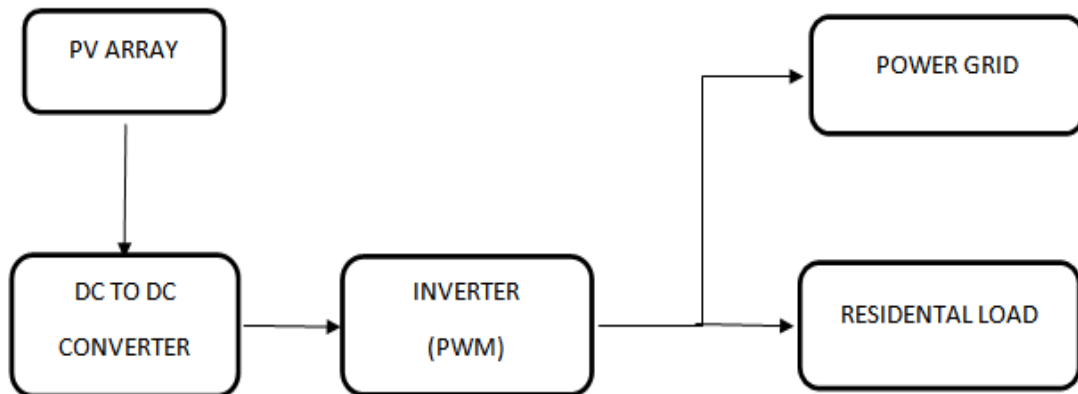 PV ARRAY
POWER GRID
DC TO DC
CONVERTER
INVERTER
(PWM)
RESIDENTAL LOAD